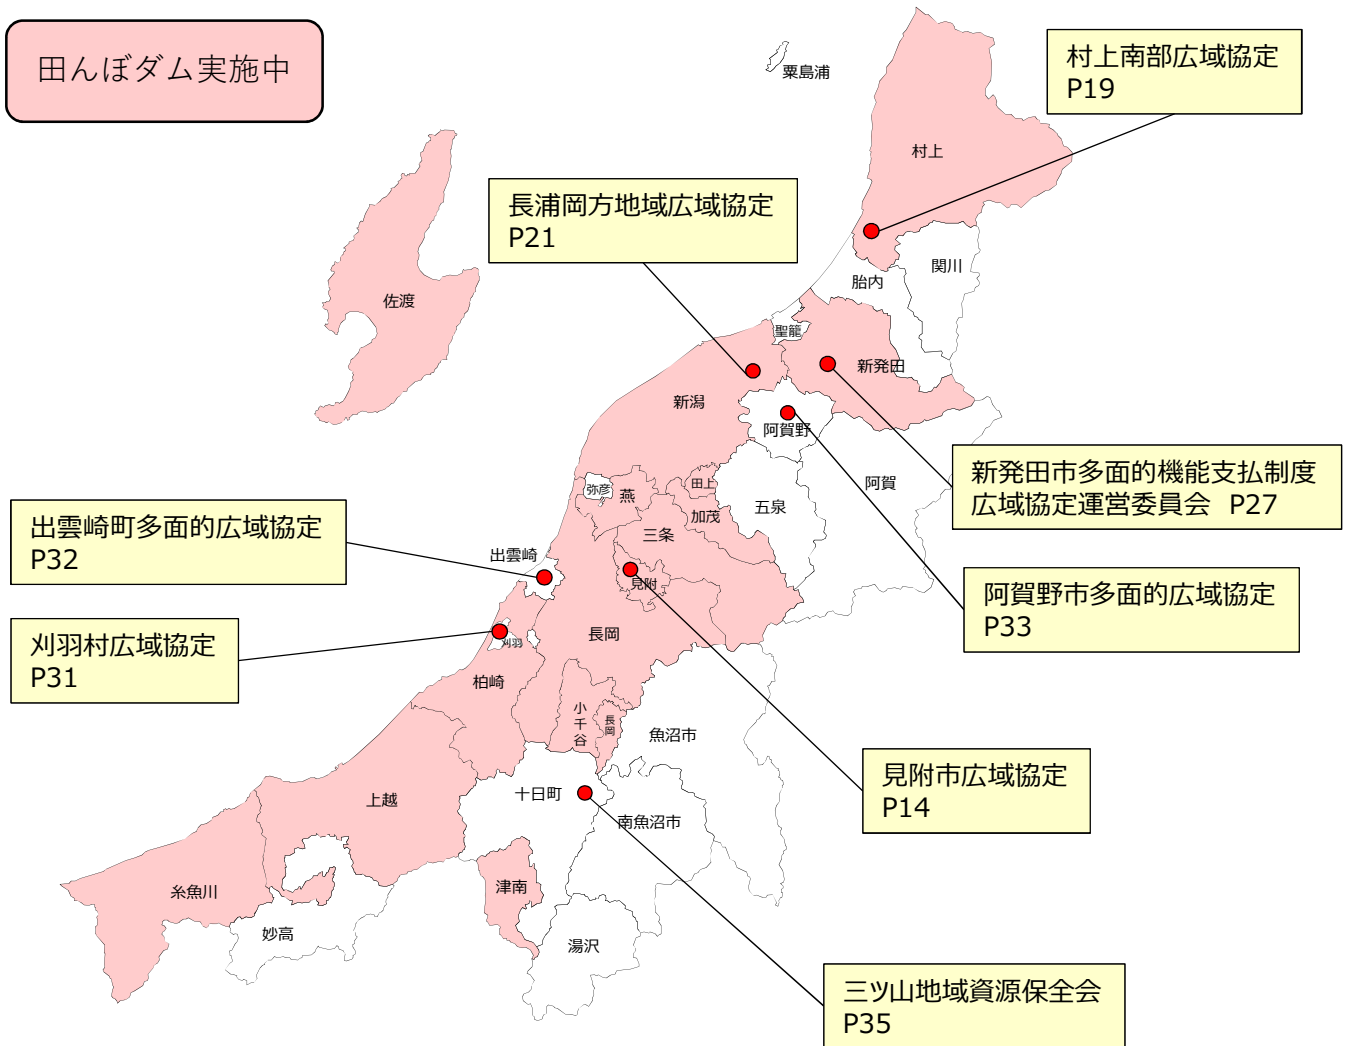 田んぼダム実施中
粟島浦
村上南部広域協定
P19
村上
長浦岡方地域広域協定
P21
関川
胎内
佐渡
聖籠
新発田
新潟
阿賀野
新発田市多面的機能支払制度
広域協定運営委員会 P27
阿賀
弥彦
燕
田上
加茂
五泉
出雲崎町多面的広域協定
P32
出雲崎
三条
見附
阿賀野市多面的広域協定
P33
刈羽村広域協定
P31
刈羽
長岡
柏崎
小千谷
長岡
魚沼市
見附市広域協定
P14
上越
十日町
南魚沼市
糸魚川
津南
妙高
湯沢
三ツ山地域資源保全会
P35